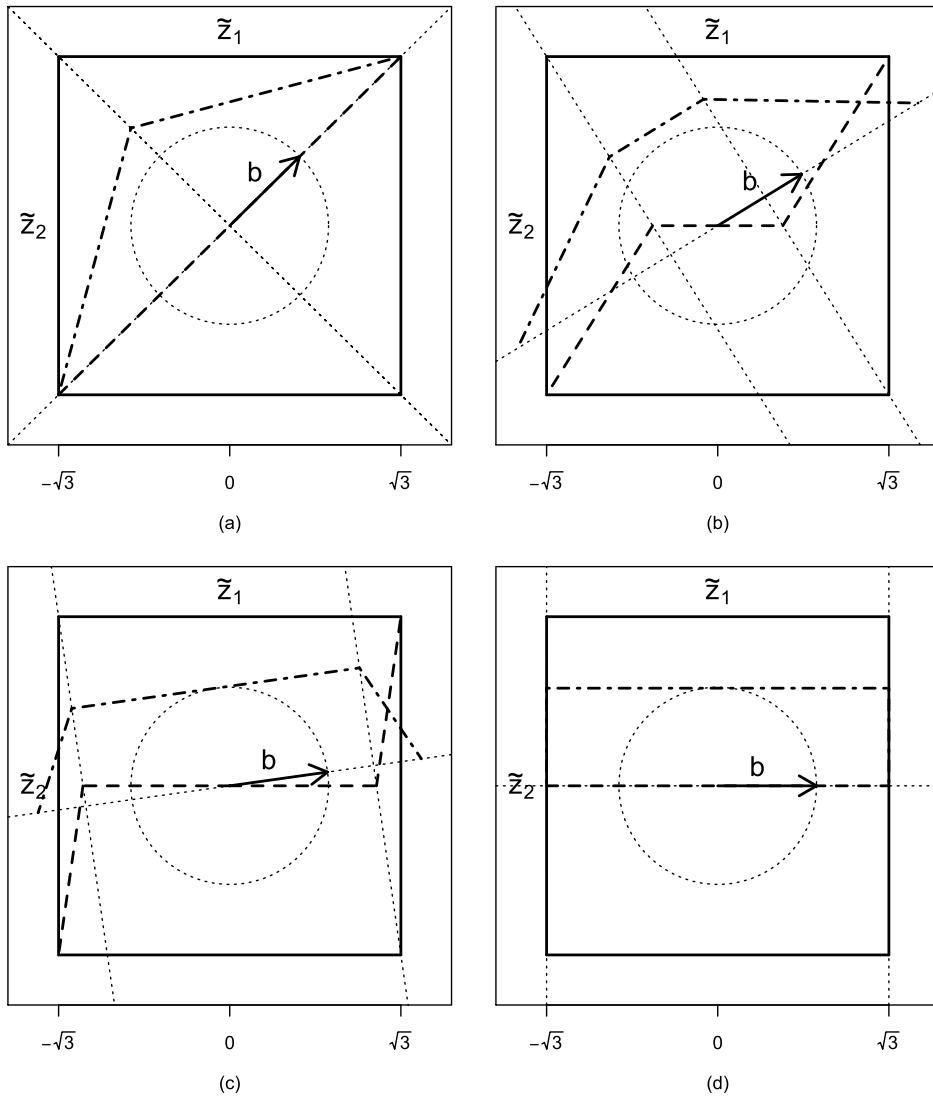 z̃₁ z̃₁
b b
z̃₂ z̃₂
−√3 0 √3 −√3 0 √3
(a) (b)
z̃₁ z̃₁
b b
z̃₂ z̃₂
−√3 0 √3 −√3 0 √3
(c) (d)